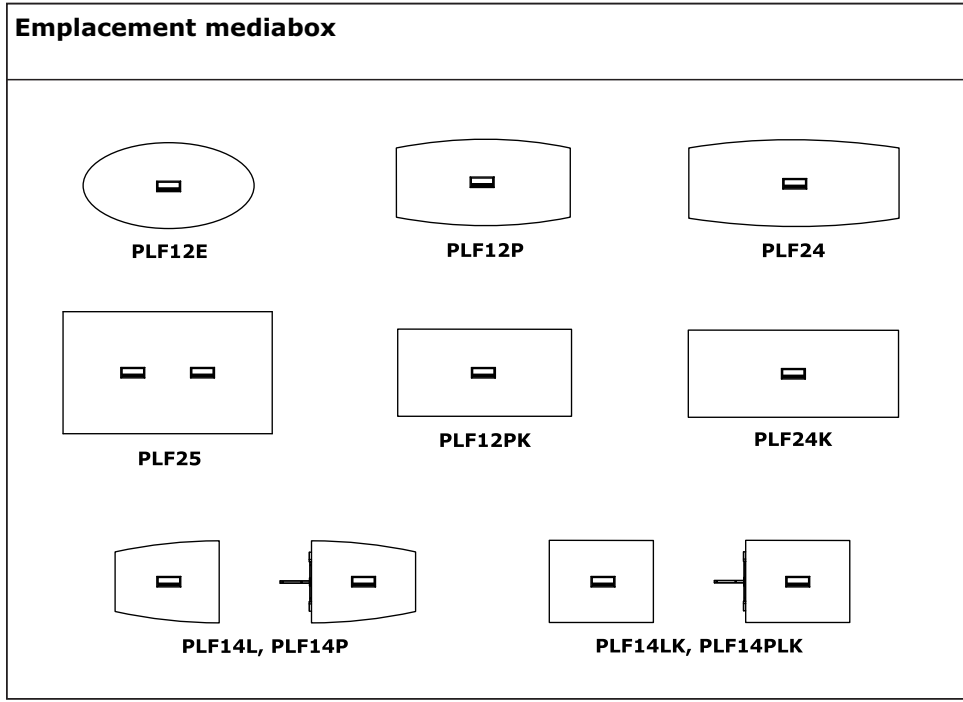 Emplacement mediabox
PLF12E
PLF12P
PLF24
PLF25
PLF12PK
PLF24K
PLF14L, PLF14P
PLF14LK, PLF14PLK